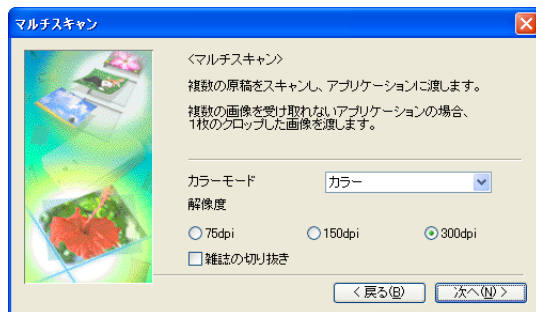 マルチスキャン
<マルチスキャン>
複数の原稿をスキャンし、アプリケーションに渡します。
複数の画像を受け取れないアプリケーションの場合、
1枚のクロップした画像を渡します。
カラーモード カラー
解像度
75dpi 150dpi 300dpi
雑誌の切り抜き
< 戻る(B) 次へ(N) >